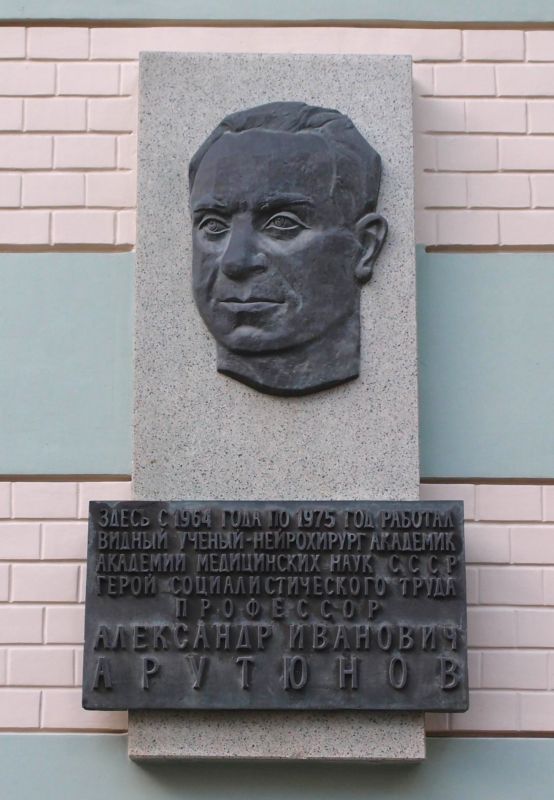 ЗДЕСЬ С 1964 ГОДА ПО 1975 ГОД РАБОТАЛ
ВИДНЫЙ УЧЕНЫЙ-НЕЙРОХИРУРГ АКАДЕМИК
АКАДЕМИИ МЕДИЦИНСКИХ НАУК СССР
ГЕРОЙ СОЦИАЛИСТИЧЕСКОГО ТРУДА
ПРОФЕССОР
АЛЕКСАНДР ИВАНОВИЧ
АРУТЮНОВ